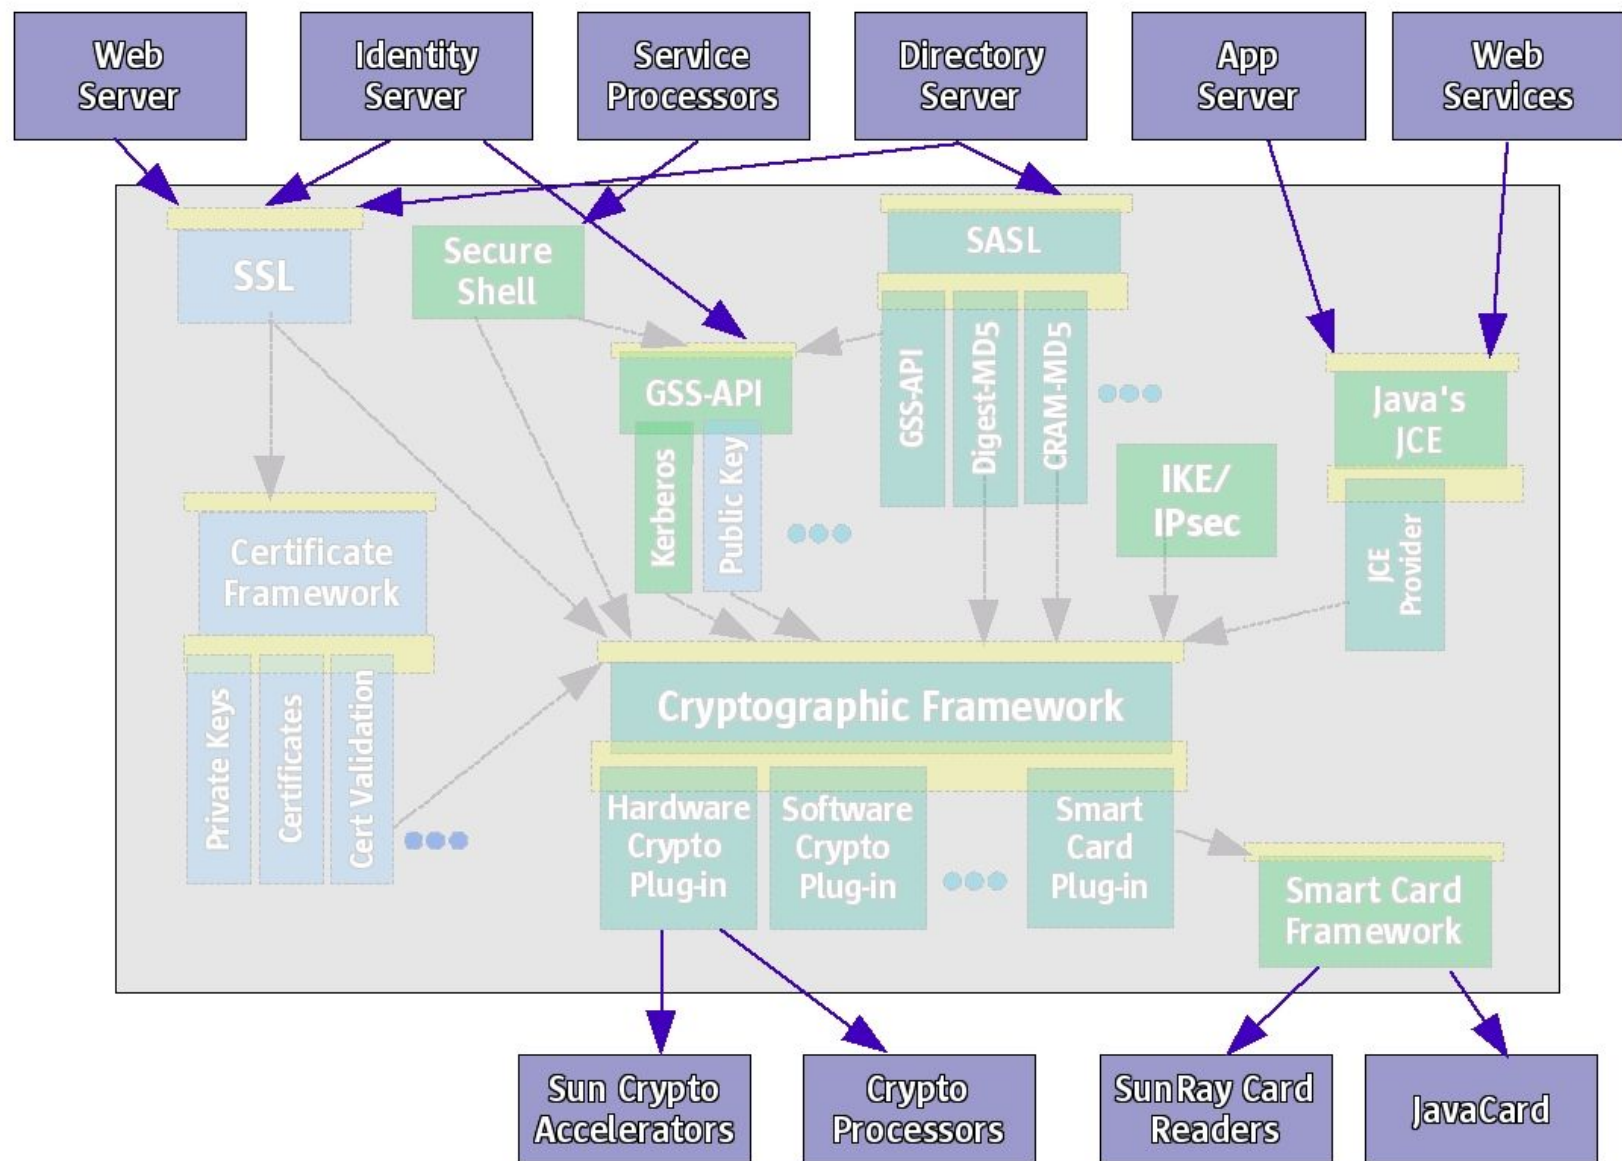 Web
Server
Identity
Server
Service
Processors
Directory
Server
App
Server
Web
Services
SSL
Secure
Shell
SASL
GSS-API
Kerberos
Public Key
GSS-API
Digest-MD5
CRAM-MD5
IKE/
IPsec
Java's
JCE
JCE
Provider
Certificate
Framework
Private Keys
Certificates
Cert Validation
Cryptographic Framework
Hardware
Crypto
Plug-in
Software
Crypto
Plug-in
Smart
Card
Plug-in
Smart Card
Framework
Sun Crypto
Accelerators
Crypto
Processors
SunRay Card
Readers
JavaCard